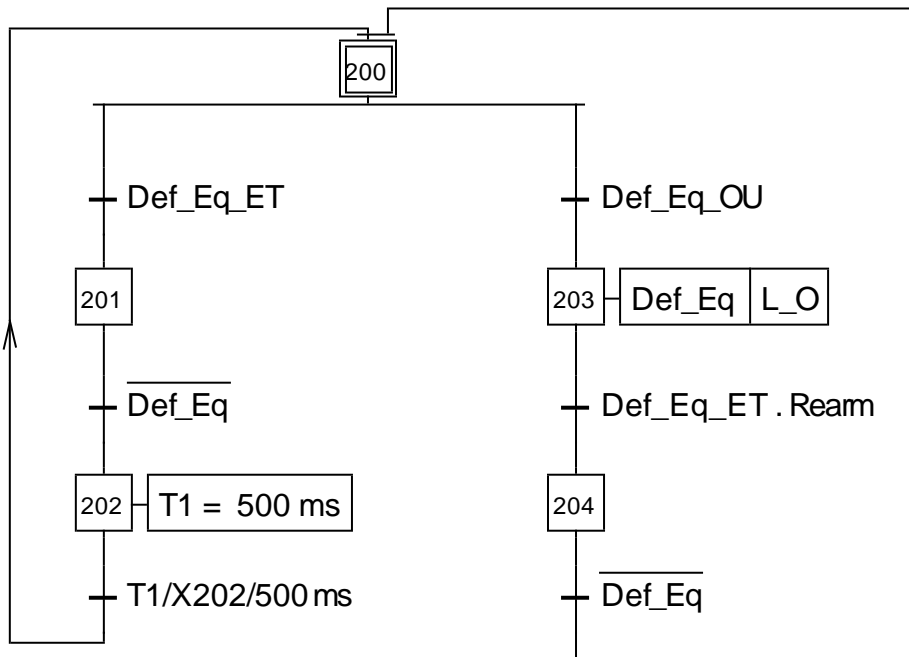 200
Def_Eq_ET
Def_Eq_OU
201
203
Def_Eq
L_O
Def_Eq
Def_Eq_ET . Rearm
202
T1 = 500 ms
204
T1/X202/500 ms
Def_Eq